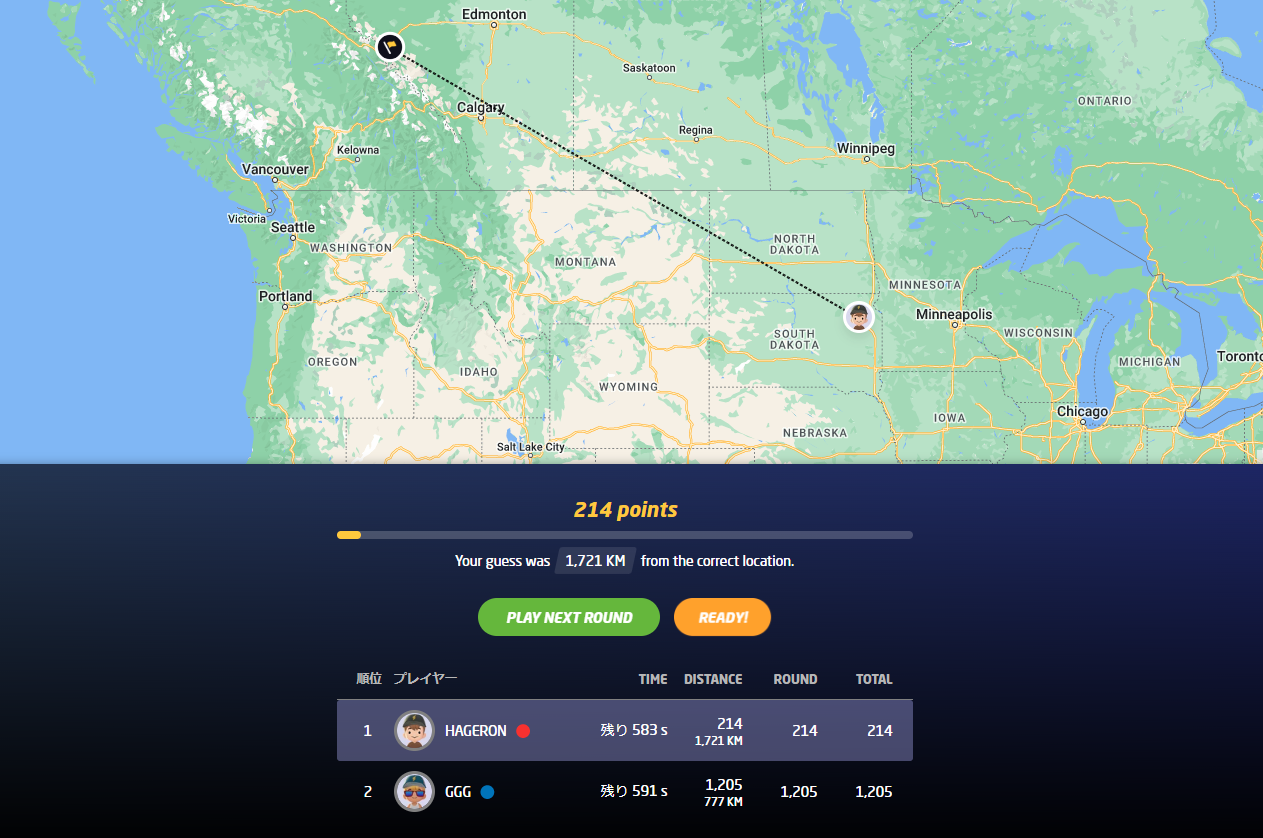 Edmonton
Saskatoon
ONTARIO
Calgary
Regina
Winnipeg
Kelowna
Vancouver
Victoria
Seattle
WASHINGTON
NORTH
DAKOTA
MONTANA
MINNESOTA
Portland
Minneapolis
WISCONSIN
SOUTH
DAKOTA
OREGON
IDAHO
MICHIGAN
Toronto
WYOMING
Chicago
IOWA
NEBRASKA
Salt Lake City
214 points
Your guess was 1,721 KM from the correct location.
PLAY NEXT ROUND READY!
順位 プレイヤー TIME DISTANCE ROUND TOTAL
1 HAGERON 残り 583 s 214 214 214
1,721 KM
2 GGG 残り 591 s 1,205 1,205 1,205
777 KM